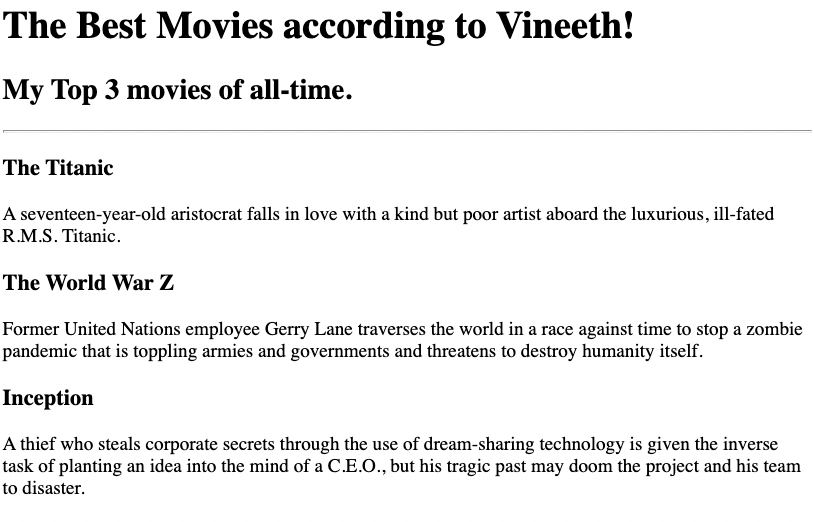 The Best Movies according to Vineeth!
My Top 3 movies of all-time.
The Titanic
A seventeen-year-old aristocrat falls in love with a kind but poor artist aboard the luxurious, ill-fated
R.M.S. Titanic.
The World War Z
Former United Nations employee Gerry Lane traverses the world in a race against time to stop a zombie
pandemic that is toppling armies and governments and threatens to destroy humanity itself.
Inception
A thief who steals corporate secrets through the use of dream-sharing technology is given the inverse
task of planting an idea into the mind of a C.E.O., but his tragic past may doom the project and his team
to disaster.